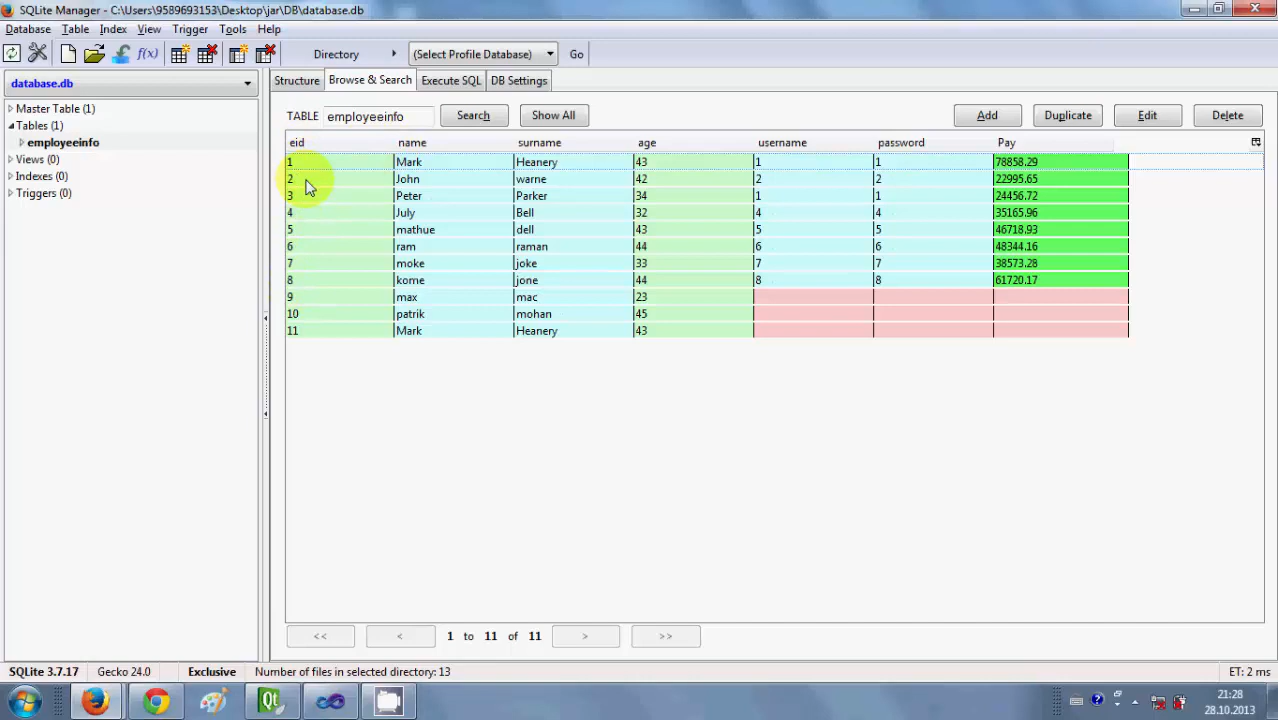 SQLite Manager - C:\Users\9589693153\Desktop\jar\DB\database.db
Database Table Index View Trigger Tools Help
f(x) Directory (Select Profile Database) Go
database.db
Structure Browse & Search Execute SQL DB Settings
Master Table (1)
Tables (1)
employeeinfo
Views (0)
Indexes (0)
Triggers (0)
TABLE employeeinfo Search Show All Add Duplicate Edit Delete
eid name surname age username password Pay
1 Mark Heanery 43 1 1 78858.29
2 John warne 42 2 2 22995.65
3 Peter Parker 34 1 1 24456.72
4 July Bell 32 4 4 35165.96
5 mathue dell 43 5 5 46718.93
6 ram raman 44 6 6 48344.16
7 moke joke 33 7 7 38573.28
8 kome jone 44 8 8 61720.17
9 max mac 23
10 patrik mohan 45
11 Mark Heanery 43
<< < 1 to 11 of 11 > >>
SQLite 3.7.17 Gecko 24.0 Exclusive Number of files in selected directory: 13 ET: 2 ms
Qt
21:28
28.10.2013